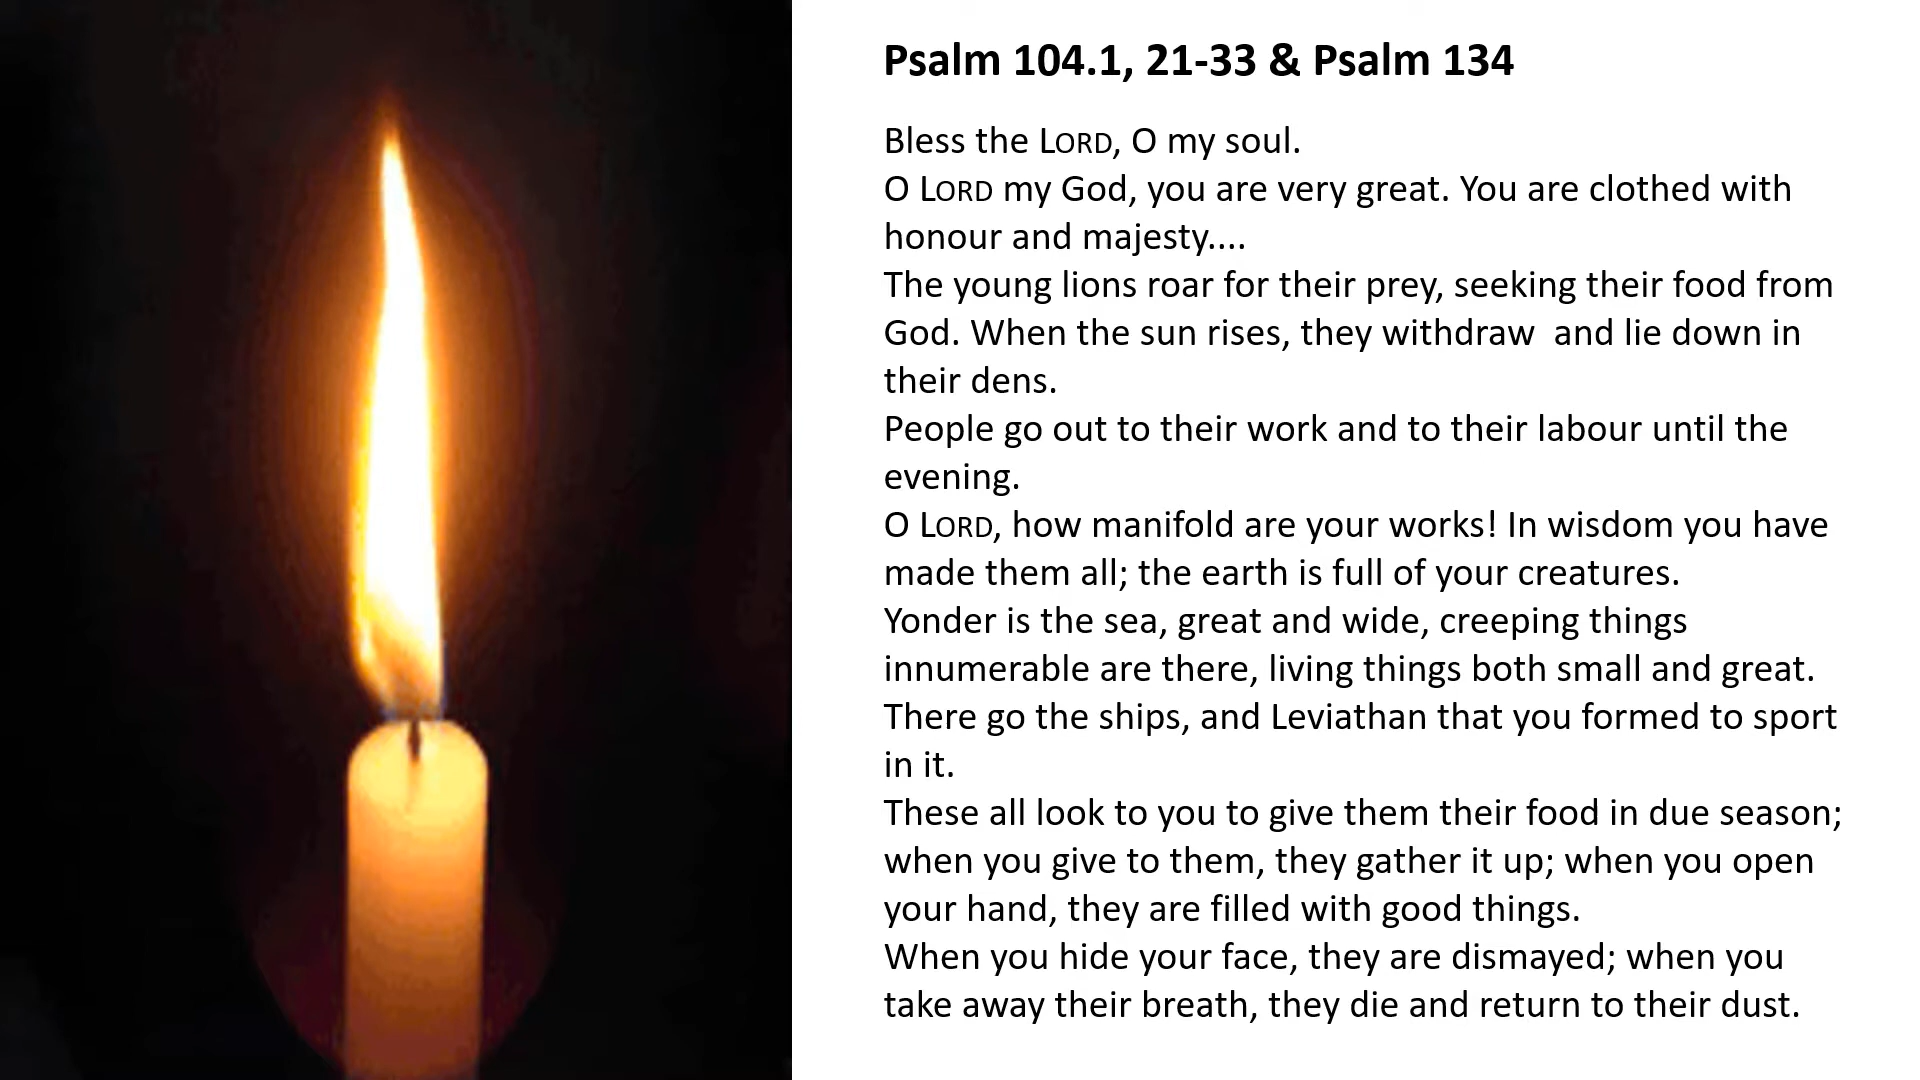 Psalm 104.1, 21-33 & Psalm 134
Bless the LORD, O my soul.
O LORD my God, you are very great. You are clothed with
honour and majesty....
The young lions roar for their prey, seeking their food from
God. When the sun rises, they withdraw  and lie down in
their dens.
People go out to their work and to their labour until the
evening.
O LORD, how manifold are your works! In wisdom you have
made them all; the earth is full of your creatures.
Yonder is the sea, great and wide, creeping things
innumerable are there, living things both small and great.
There go the ships, and Leviathan that you formed to sport
in it.
These all look to you to give them their food in due season;
when you give to them, they gather it up; when you open
your hand, they are filled with good things.
When you hide your face, they are dismayed; when you
take away their breath, they die and return to their dust.